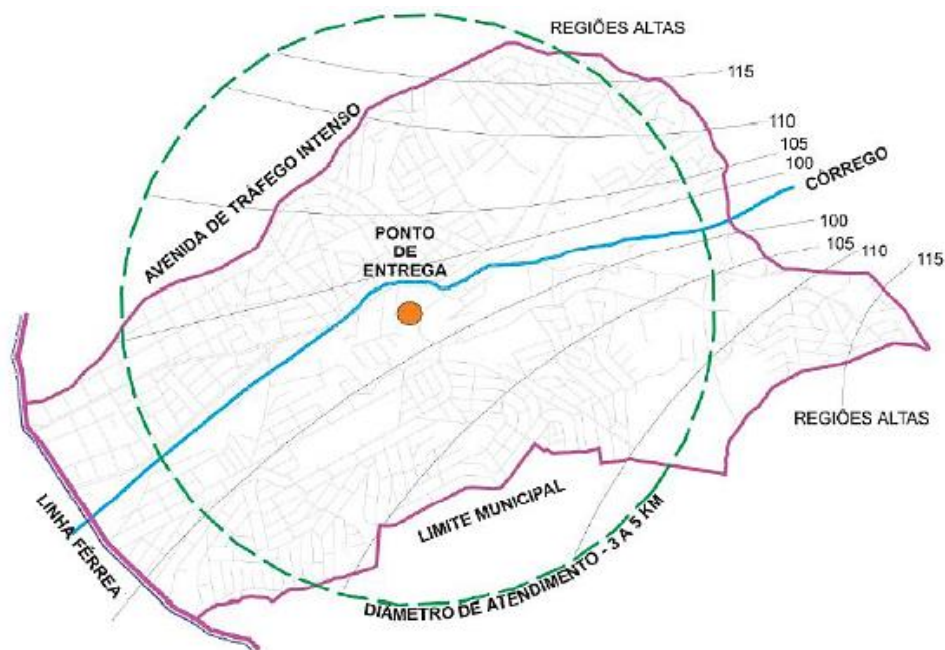 REGIÕES ALTAS
115
110
105
100
CÓRREGO
AVENIDA DE TRÁFEGO INTENSO
PONTO
DE
ENTREGA
100
105
110
115
REGIÕES ALTAS
LINHA FÉRREA
LIMITE MUNICIPAL
DIÂMETRO DE ATENDIMENTO - 3 A 5 KM